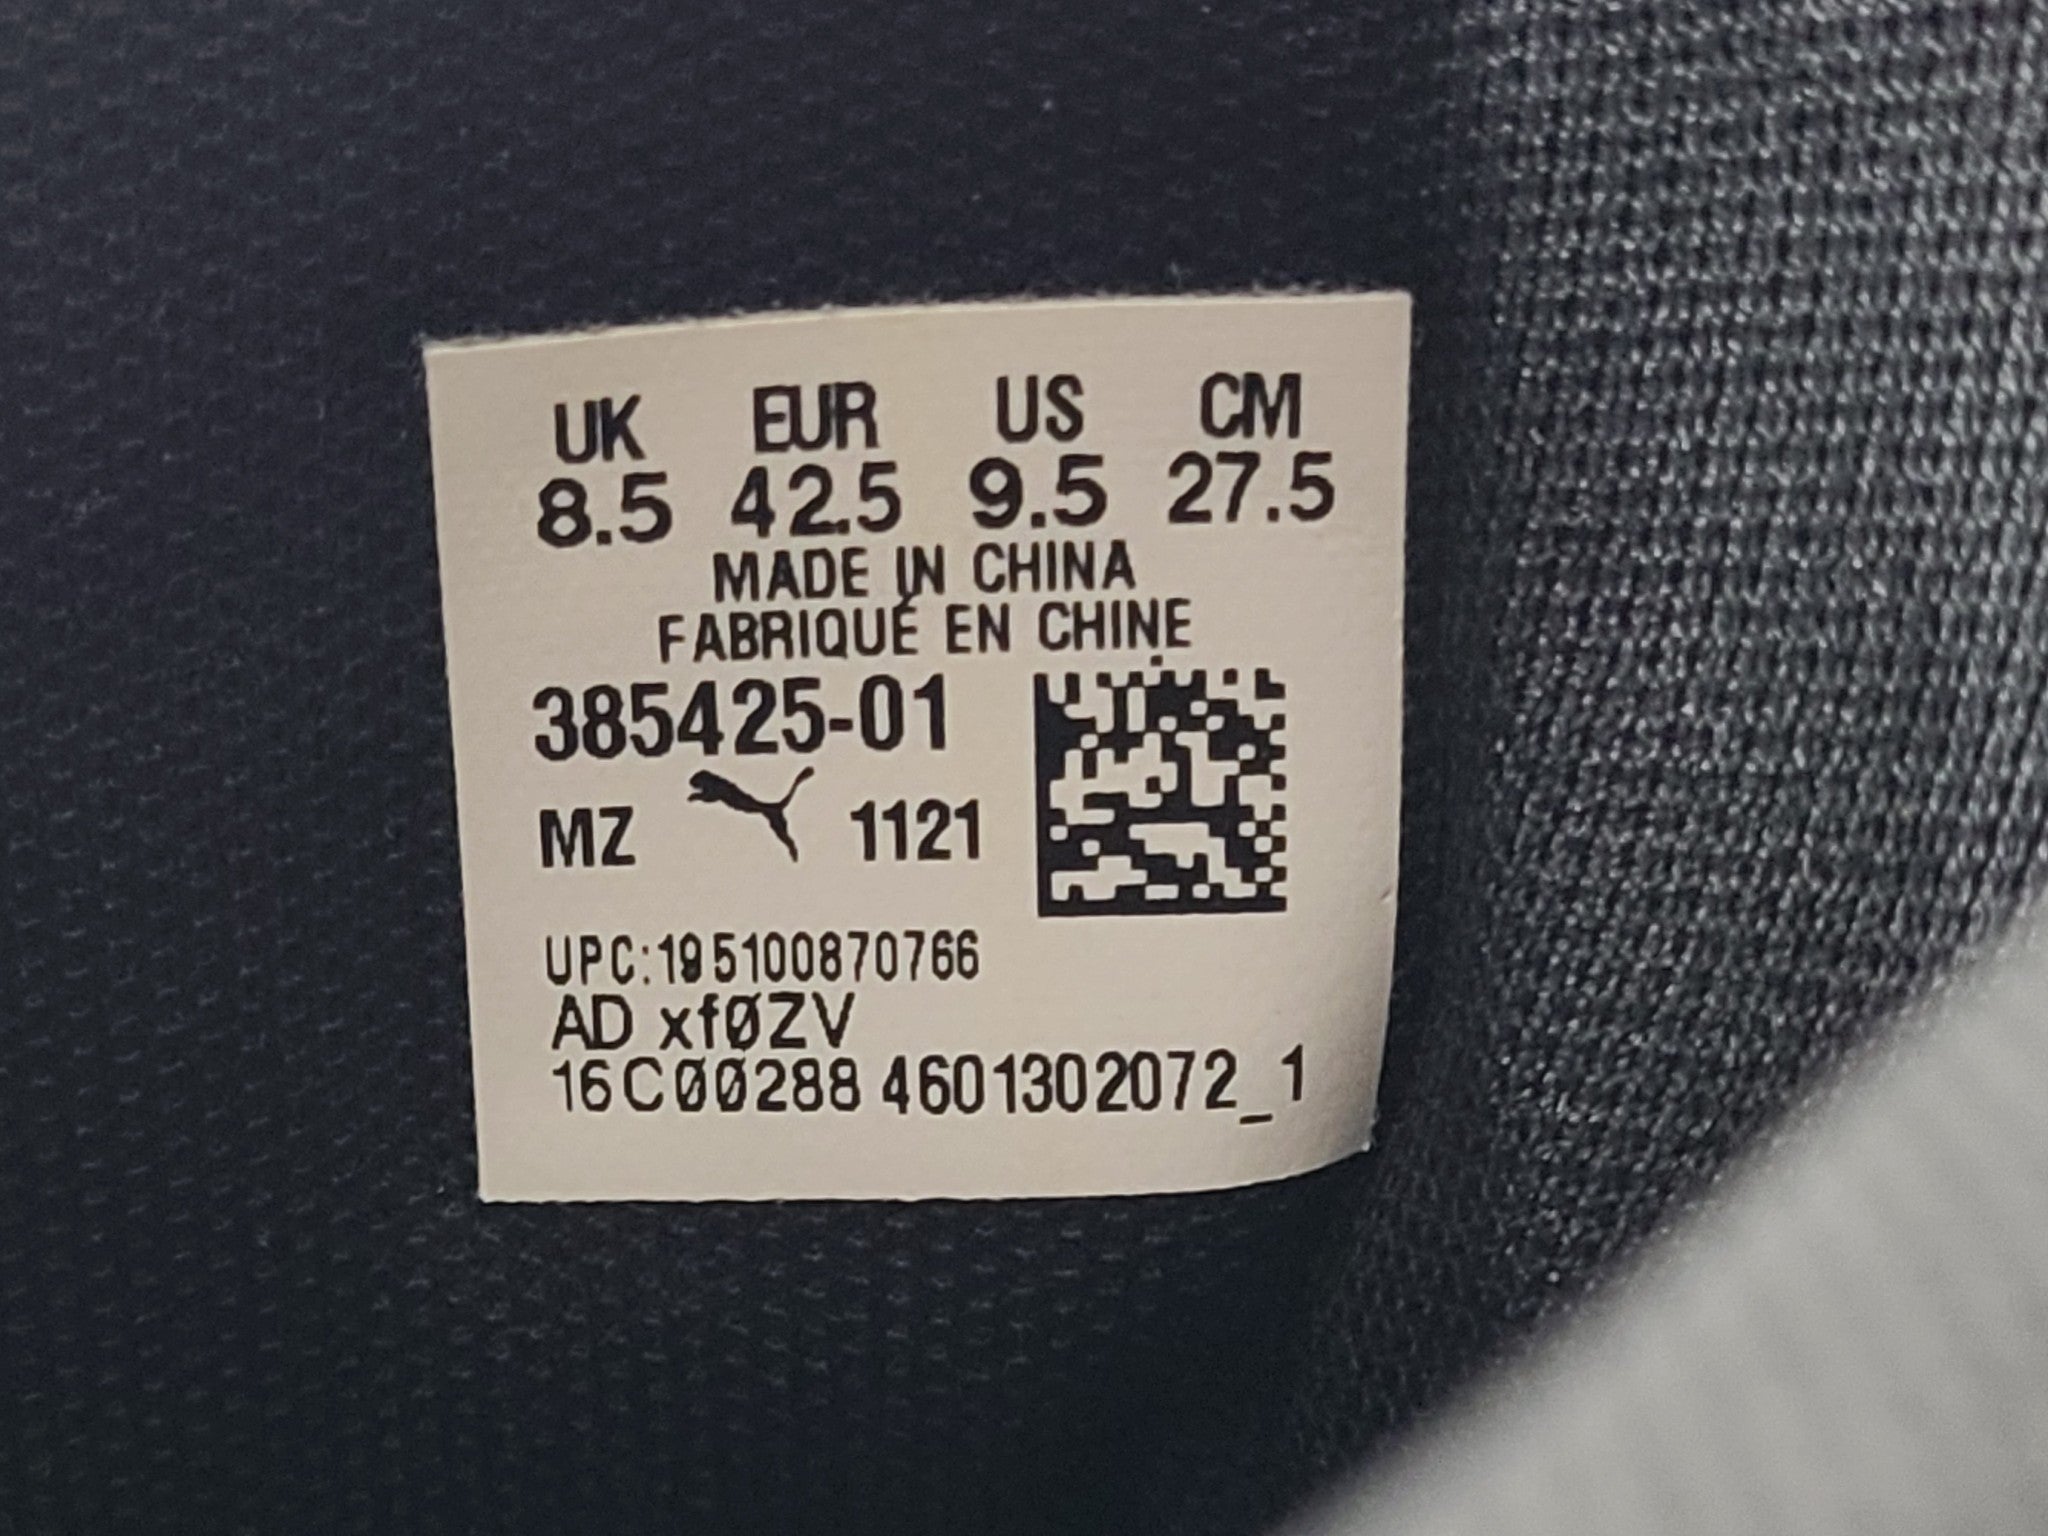 UK EUR US CM
8.5 42.5 9.5 27.5
MADE IN CHINA
FABRIQUÉ EN CHINE
385425-01
MZ 1121
UPC:195100870766
AD xf0ZV
16C00288 4601302072_1